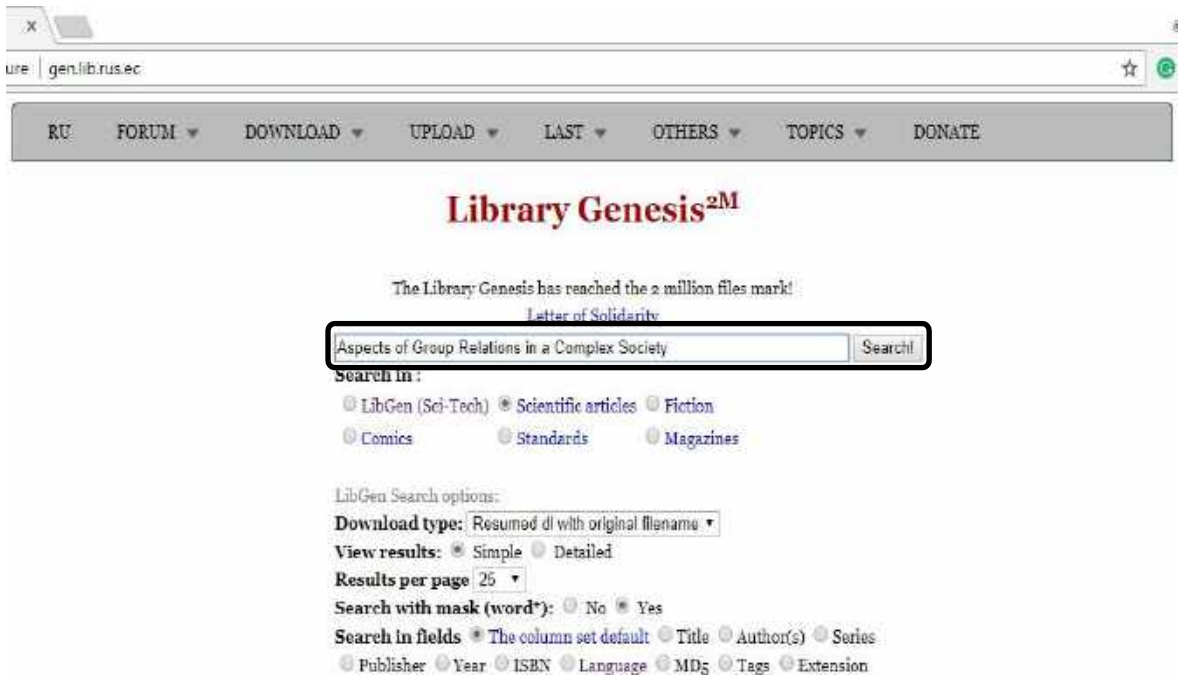 x
ure | gen.lib.rus.ec
RU FORUM DOWNLOAD UPLOAD LAST OTHERS TOPICS DONATE
Library Genesis2M
The Library Genesis has reached the 2 million files mark!
Letter of Solidarity
Aspects of Group Relations in a Complex Society Search!
Search in :
LibGen (Sci-Tech) Scientific articles Fiction
Comics Standards Magazines
LibGen Search options:
Download type: Resumed dl with original filename
View results: Simple Detailed
Results per page 25
Search with mask (word*): No Yes
Search in fields The column set default Title Author(s) Series
Publisher Year ISBN Language MD5 Tags Extension